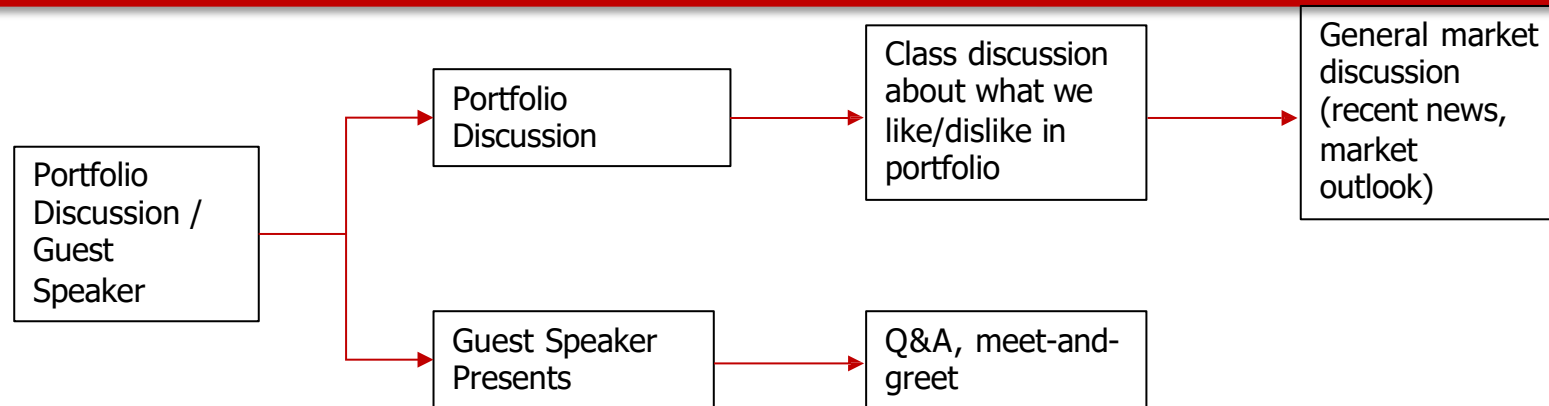 Portfolio
Discussion /
Guest
Speaker
Portfolio
Discussion
Class discussion
about what we
like/dislike in
portfolio
General market
discussion
(recent news,
market
outlook)
Guest Speaker
Presents
Q&A, meet-and-
greet